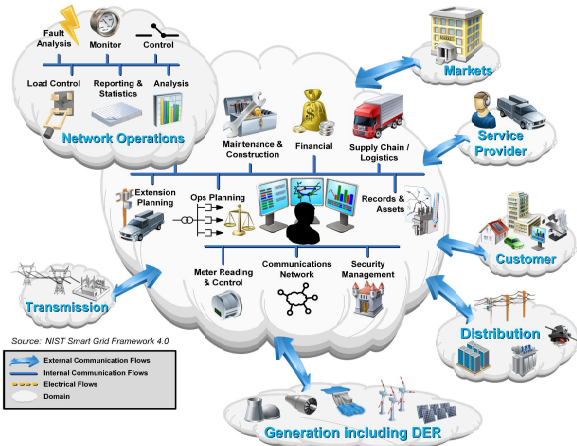 Fault
Analysis
Monitor
Control
Load Control
Reporting &
Statistics
Analysis
Network Operations
Markets
Service
Provider
Maintenance &
Construction
Financial
Supply Chain /
Logistics
Extension
Planning
Ops Planning
Records &
Assets
Customer
Meter Reading
& Control
Communications
Network
Security
Management
Transmission
Distribution
Source: NIST Smart Grid Framework 4.0
External Communication Flows
Internal Communication Flows
Electrical Flows
Domain
Generation including DER